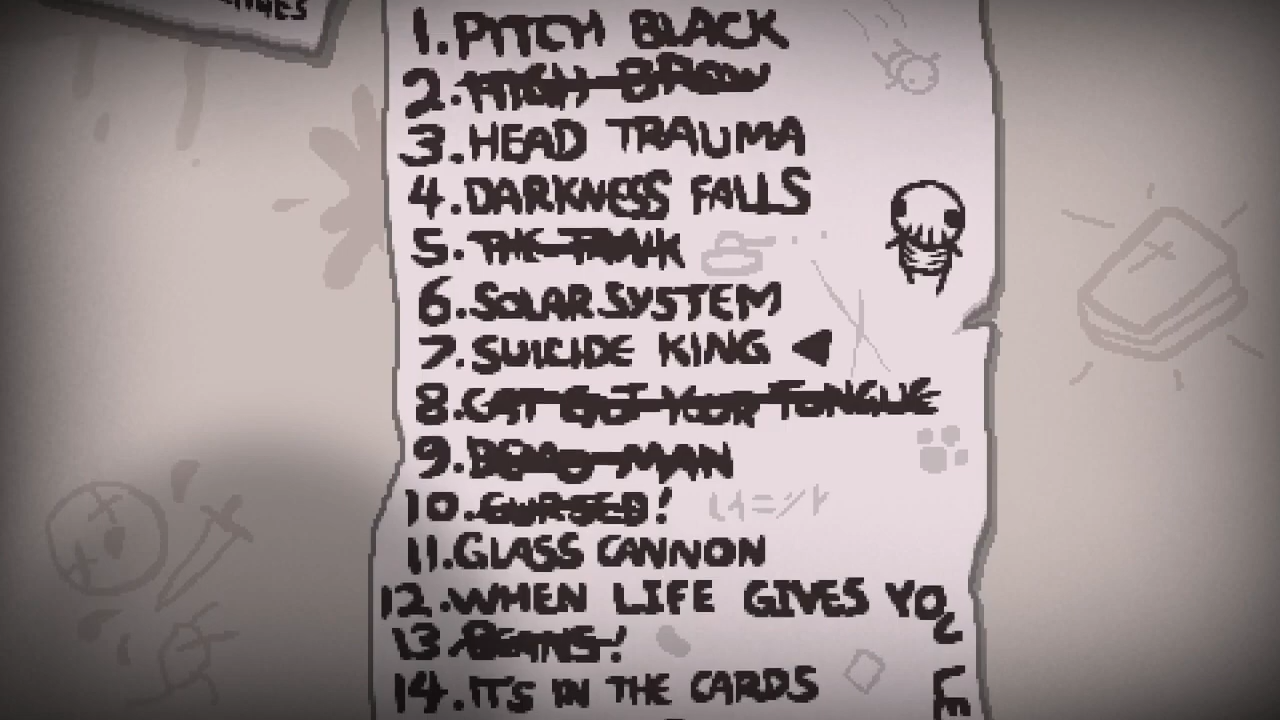 1. PITCH BLACK
2. HIGH BROW
3. HEAD TRAUMA
4. DARKNESS FALLS
5. THE TANK
6. SOLAR SYSTEM
7. SUICIDE KING
8. CAT GOT YOUR TONGUE
9. DEMO MAN
10. CURSED!
11. GLASS CANNON
12. WHEN LIFE GIVES YOU LE
13 BEANS!
14. IT'S IN THE CARDS